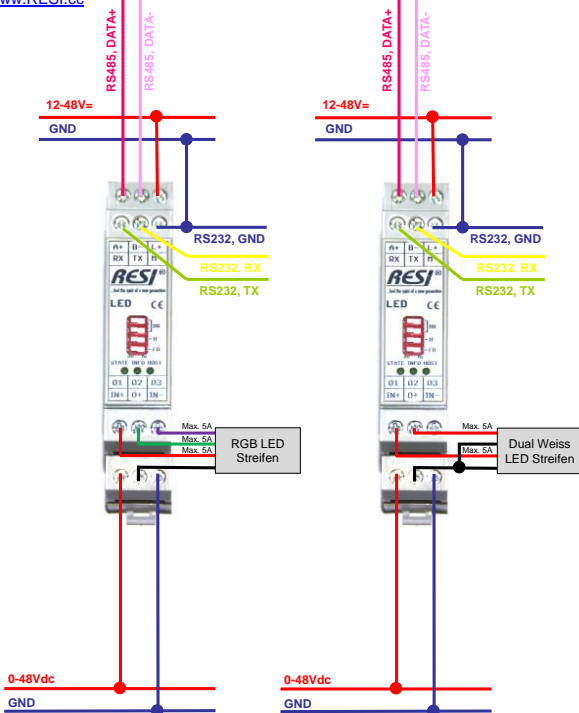 www.RESI.cc
RS485, DATA+
RS485, DATA-
12-48V=
GND
RS232, GND
RS232, RX
RS232, TX
A+ B- L+
RX TX M-
RESI®
LED CE
STATE INFO HOST
O1 O2 O3
IN+ O+ IN-
Max. 5A
Max. 5A
Max. 5A
RGB LED
Streifen
0-48Vdc
GND
RS485, DATA+
RS485, DATA-
12-48V=
GND
RS232, GND
RS232, RX
RS232, TX
A+ B- L+
RX TX M-
RESI®
LED CE
STATE INFO HOST
O1 O2 O3
IN+ O+ IN-
Max. 5A
Max. 5A
Dual Weiss
LED Streifen
0-48Vdc
GND